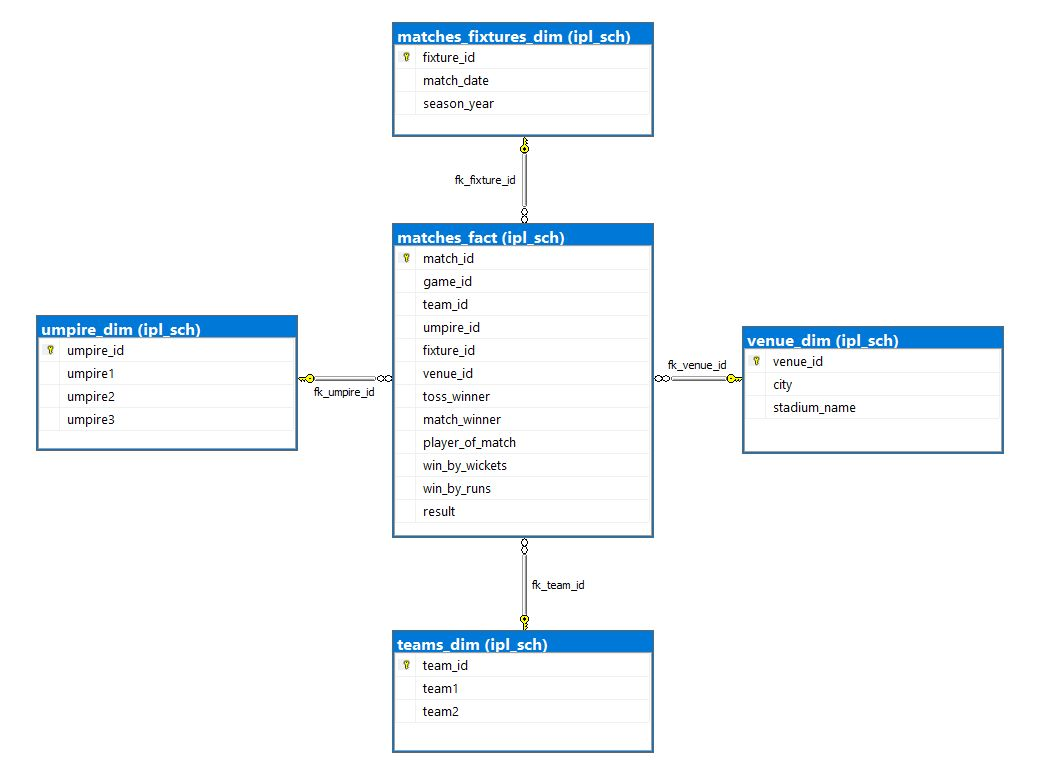 matches_fixtures_dim (ipl_sch)
fixture_id
match_date
season_year
fk_fixture_id
matches_fact (ipl_sch)
match_id
game_id
team_id
umpire_id
fixture_id
venue_id
toss_winner
match_winner
player_of_match
win_by_wickets
win_by_runs
result
umpire_dim (ipl_sch)
umpire_id
umpire1
umpire2
umpire3
fk_umpire_id
venue_dim (ipl_sch)
venue_id
city
stadium_name
fk_venue_id
fk_team_id
teams_dim (ipl_sch)
team_id
team1
team2